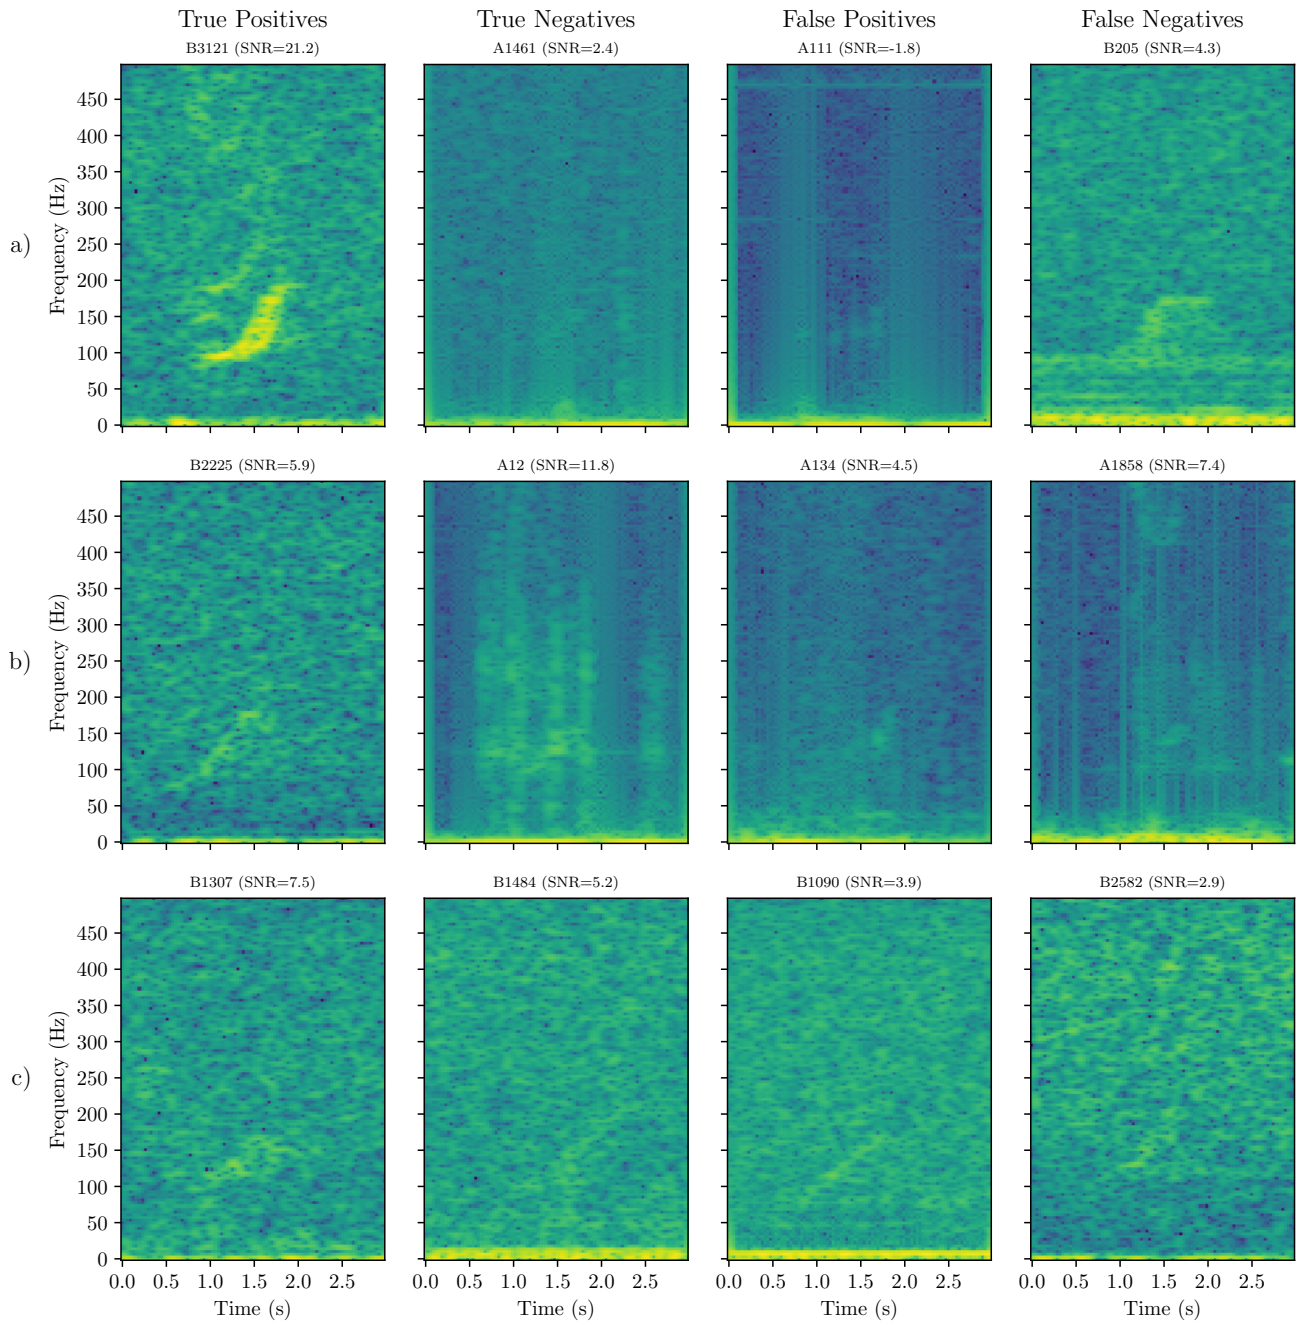 True Positives True Negatives False Positives False Negatives
B3121 (SNR=21.2) A1461 (SNR=2.4) A111 (SNR=-1.8) B205 (SNR=4.3)
a)
Frequency (Hz)
450
400
350
300
250
200
150
100
50
0
B2225 (SNR=5.9) A12 (SNR=11.8) A134 (SNR=4.5) A1858 (SNR=7.4)
b)
Frequency (Hz)
450
400
350
300
250
200
150
100
50
0
B1307 (SNR=7.5) B1484 (SNR=5.2) B1090 (SNR=3.9) B2582 (SNR=2.9)
c)
Frequency (Hz)
450
400
350
300
250
200
150
100
50
0
0.0 0.5 1.0 1.5 2.0 2.5 0.0 0.5 1.0 1.5 2.0 2.5 0.0 0.5 1.0 1.5 2.0 2.5 0.0 0.5 1.0 1.5 2.0 2.5
Time (s) Time (s) Time (s) Time (s)